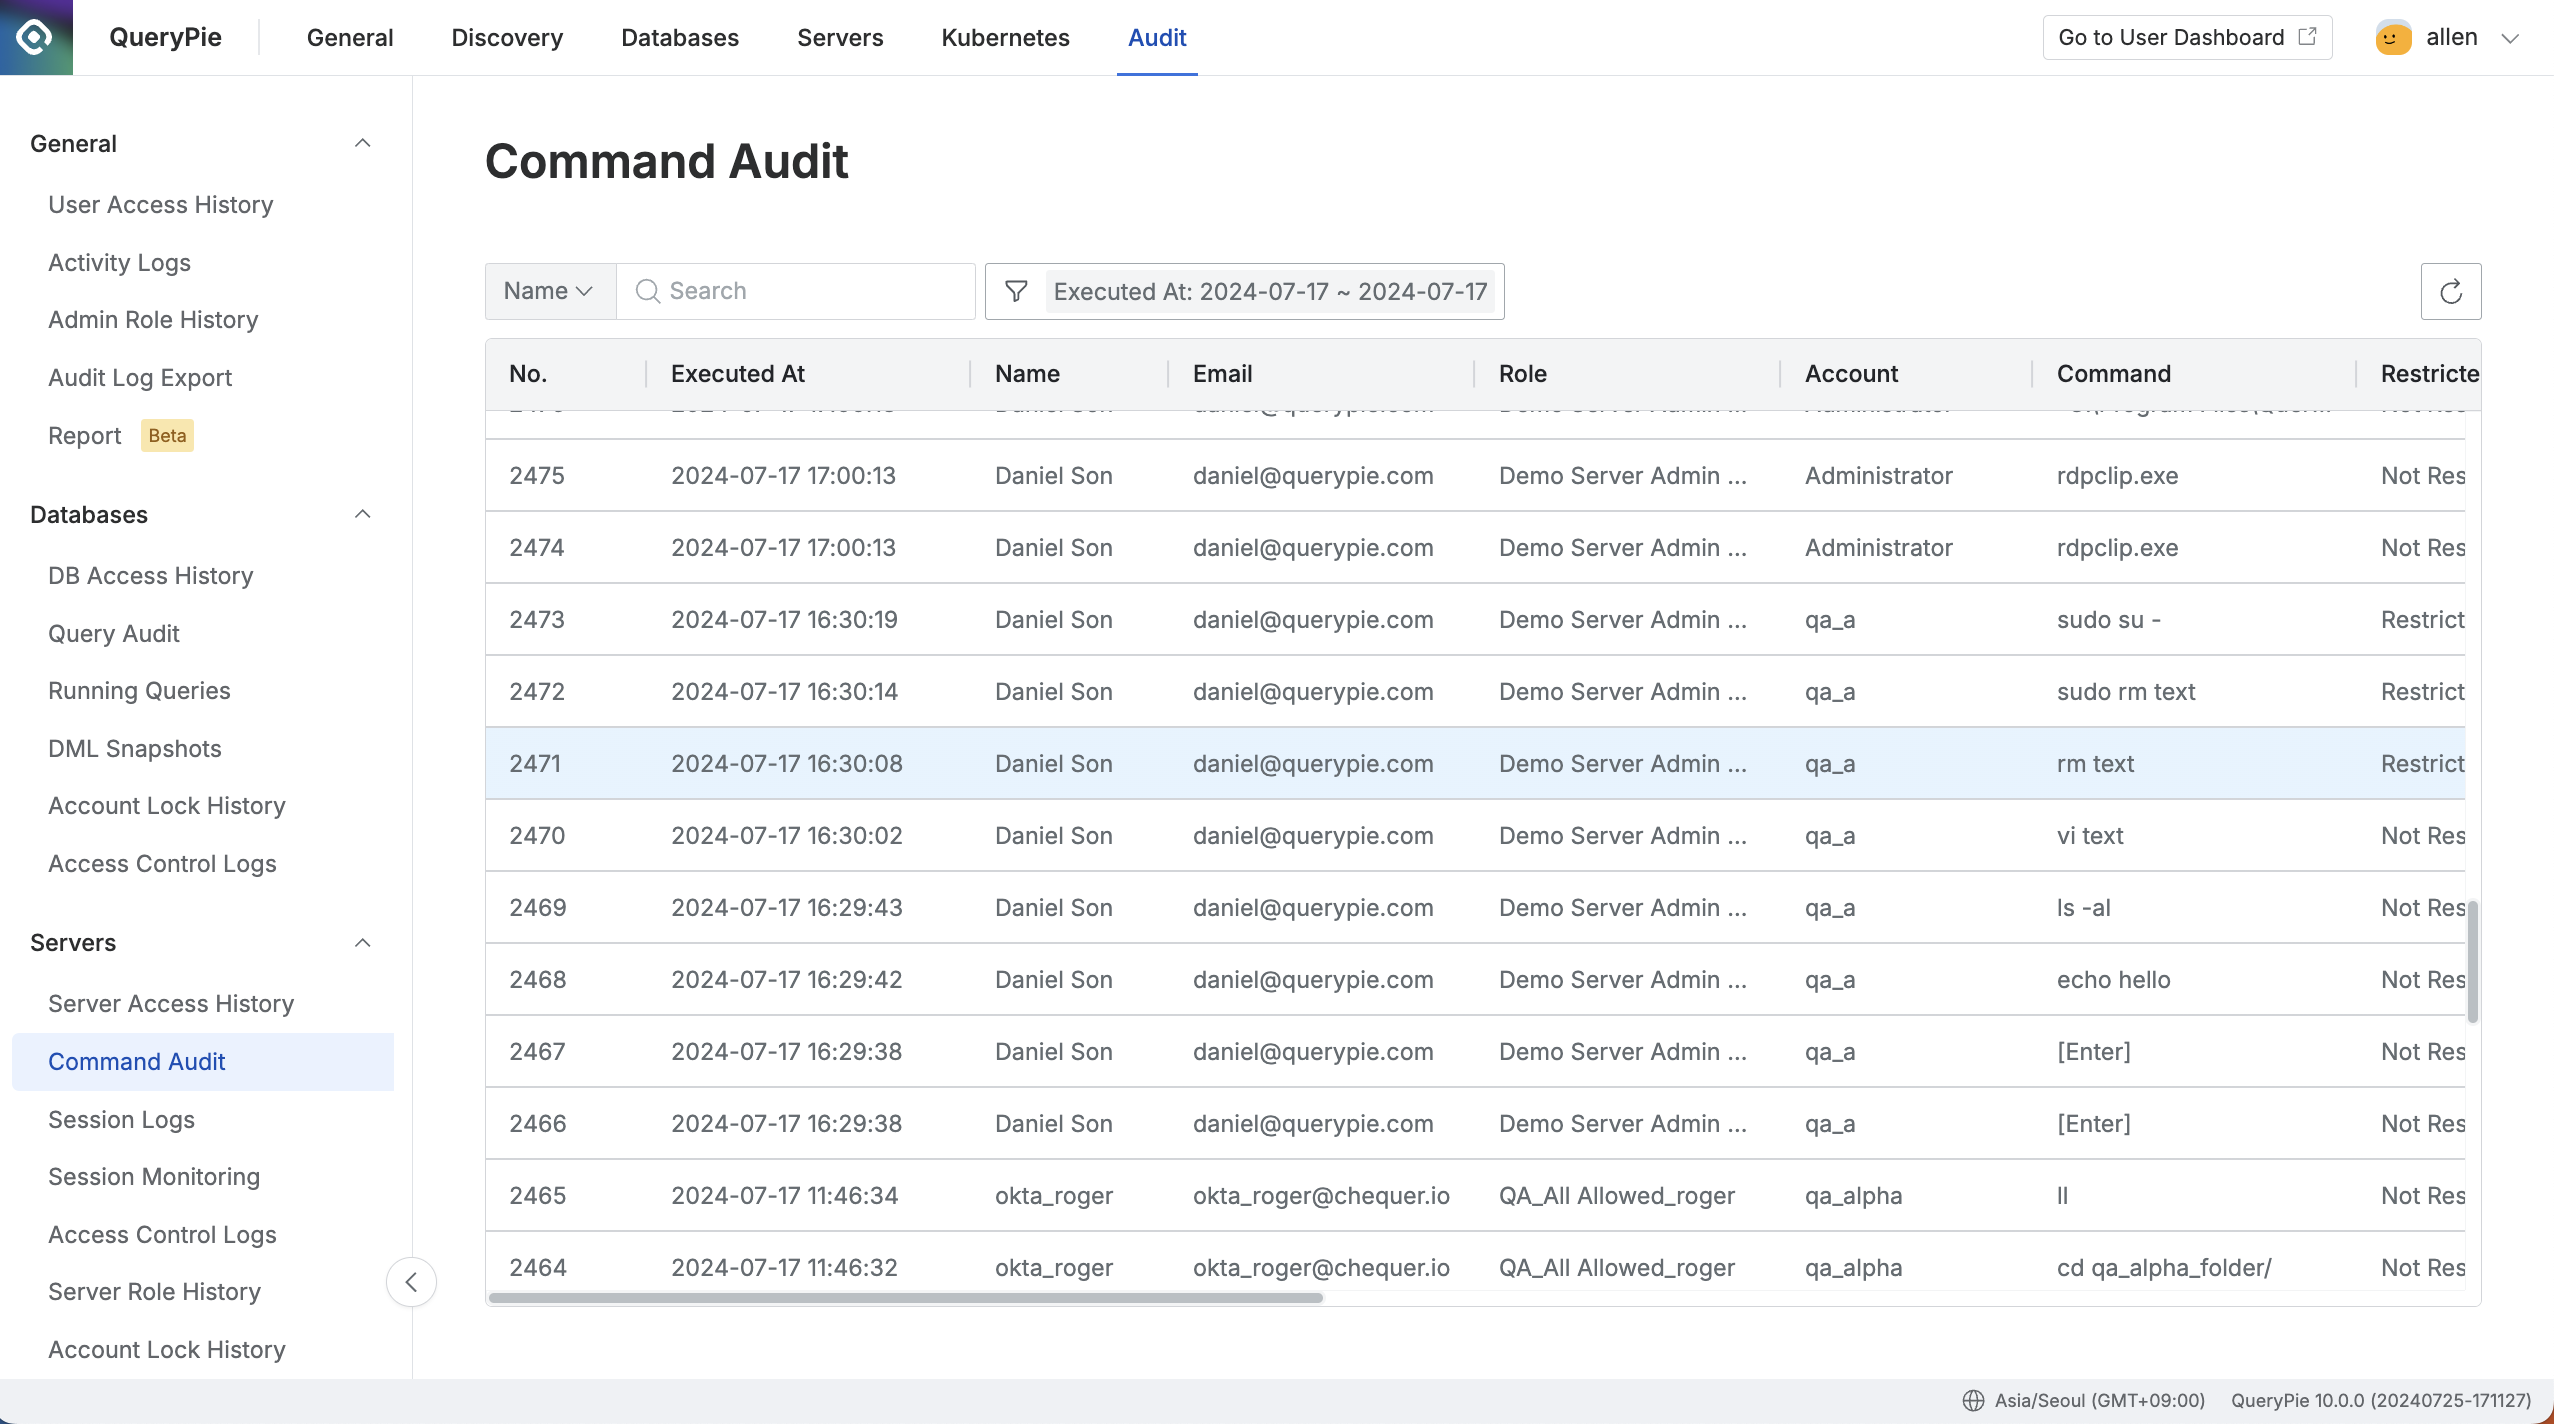 QueryPie General Discovery Databases Servers Kubernetes Audit Go to User Dashboard allen
General
User Access History
Activity Logs
Admin Role History
Audit Log Export
Report Beta
Databases
DB Access History
Query Audit
Running Queries
DML Snapshots
Account Lock History
Access Control Logs
Servers
Server Access History
Command Audit
Session Logs
Session Monitoring
Access Control Logs
Server Role History
Account Lock History
Command Audit
Name Search Executed At: 2024-07-17 ~ 2024-07-17
No. Executed At Name Email Role Account Command Restricte
2475 2024-07-17 17:00:13 Daniel Son daniel@querypie.com Demo Server Admin ... Administrator rdpclip.exe Not Res
2474 2024-07-17 17:00:13 Daniel Son daniel@querypie.com Demo Server Admin ... Administrator rdpclip.exe Not Res
2473 2024-07-17 16:30:19 Daniel Son daniel@querypie.com Demo Server Admin ... qa_a sudo su - Restrict
2472 2024-07-17 16:30:14 Daniel Son daniel@querypie.com Demo Server Admin ... qa_a sudo rm text Restrict
2471 2024-07-17 16:30:08 Daniel Son daniel@querypie.com Demo Server Admin ... qa_a rm text Restrict
2470 2024-07-17 16:30:02 Daniel Son daniel@querypie.com Demo Server Admin ... qa_a vi text Not Res
2469 2024-07-17 16:29:43 Daniel Son daniel@querypie.com Demo Server Admin ... qa_a ls -al Not Res
2468 2024-07-17 16:29:42 Daniel Son daniel@querypie.com Demo Server Admin ... qa_a echo hello Not Res
2467 2024-07-17 16:29:38 Daniel Son daniel@querypie.com Demo Server Admin ... qa_a [Enter] Not Res
2466 2024-07-17 16:29:38 Daniel Son daniel@querypie.com Demo Server Admin ... qa_a [Enter] Not Res
2465 2024-07-17 11:46:34 okta_roger okta_roger@chequer.io QA_All Allowed_roger qa_alpha ll Not Res
2464 2024-07-17 11:46:32 okta_roger okta_roger@chequer.io QA_All Allowed_roger qa_alpha cd qa_alpha_folder/ Not Res
Asia/Seoul (GMT+09:00) QueryPie 10.0.0 (20240725-171127)